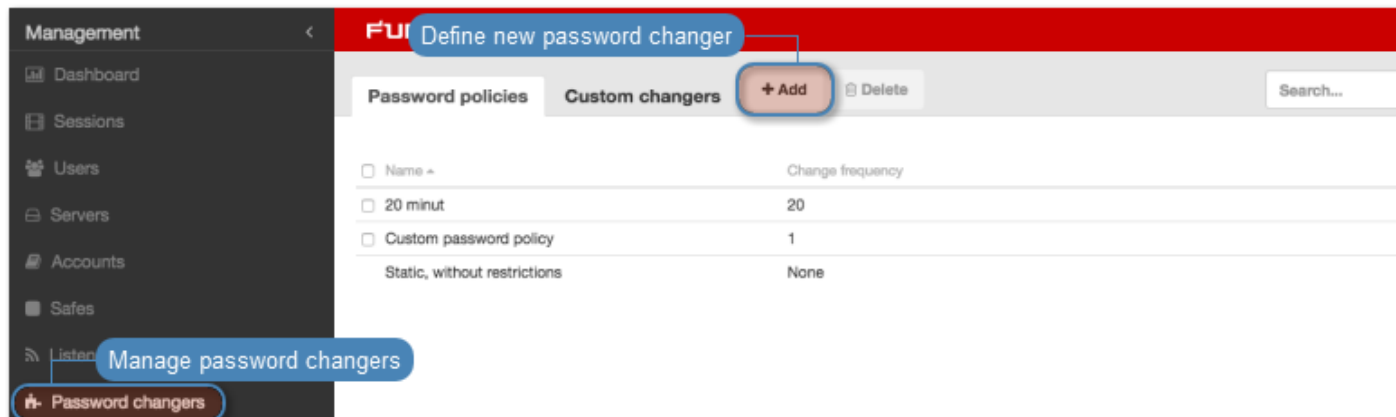 Management
Define new password changer
Dashboard
Password policies
Custom changers
+ Add
Delete
Search...
Sessions
Users
Name
Change frequency
20 minut
20
Servers
Custom password policy
1
Accounts
Static, without restrictions
None
Safes
Manage password changers
Password changers